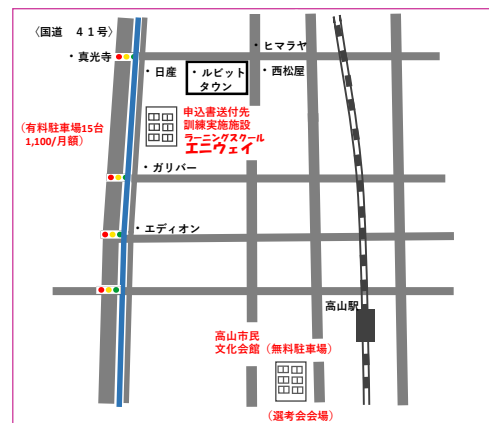 〈国道 41号〉
・ヒマラヤ
・真光寺
・日産
・ルビット
タウン
・西松屋
申込書送付先
訓練実施施設
ラーニングスクール
エニウェイ
(有料駐車場15台
1,100/月額)
・ガリバー
・エディオン
高山駅
高山市民
文化会館(無料駐車場)
(選考会会場)